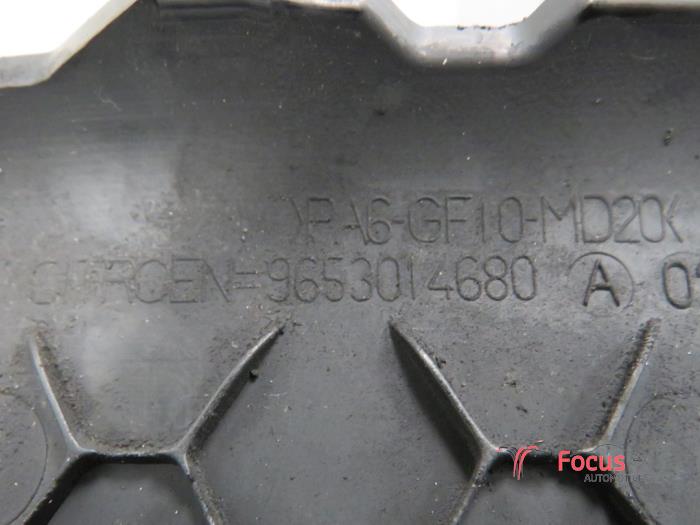 >PA6-GF10-MD20<
CITROEN=9653014680 A 0
Focus
AUTOMOTIVE